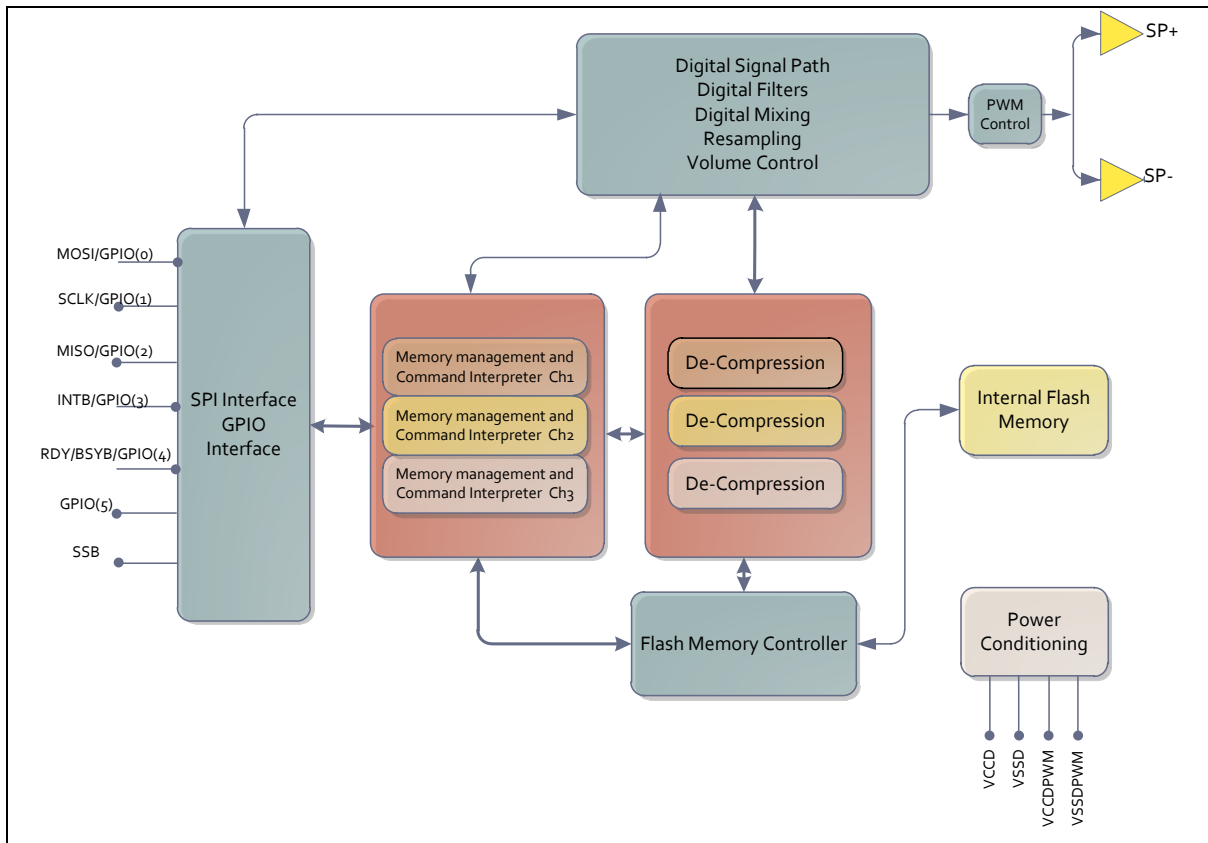 Digital Signal Path
Digital Filters
Digital Mixing
Resampling
Volume Control
PWM
Control
SP+
SP-
MOSI/GPIO(0)
SCLK/GPIO(1)
MISO/GPIO(2)
INTB/GPIO(3)
RDY/BSYB/GPIO(4)
GPIO(5)
SSB
SPI Interface
GPIO
Interface
Memory management and
Command Interpreter Ch1
Memory management and
Command Interpreter Ch2
Memory management and
Command Interpreter Ch3
De-Compression
De-Compression
De-Compression
Internal Flash
Memory
Flash Memory Controller
Power
Conditioning
VCCD
VSSD
VCCDPWM
VSSDPWM